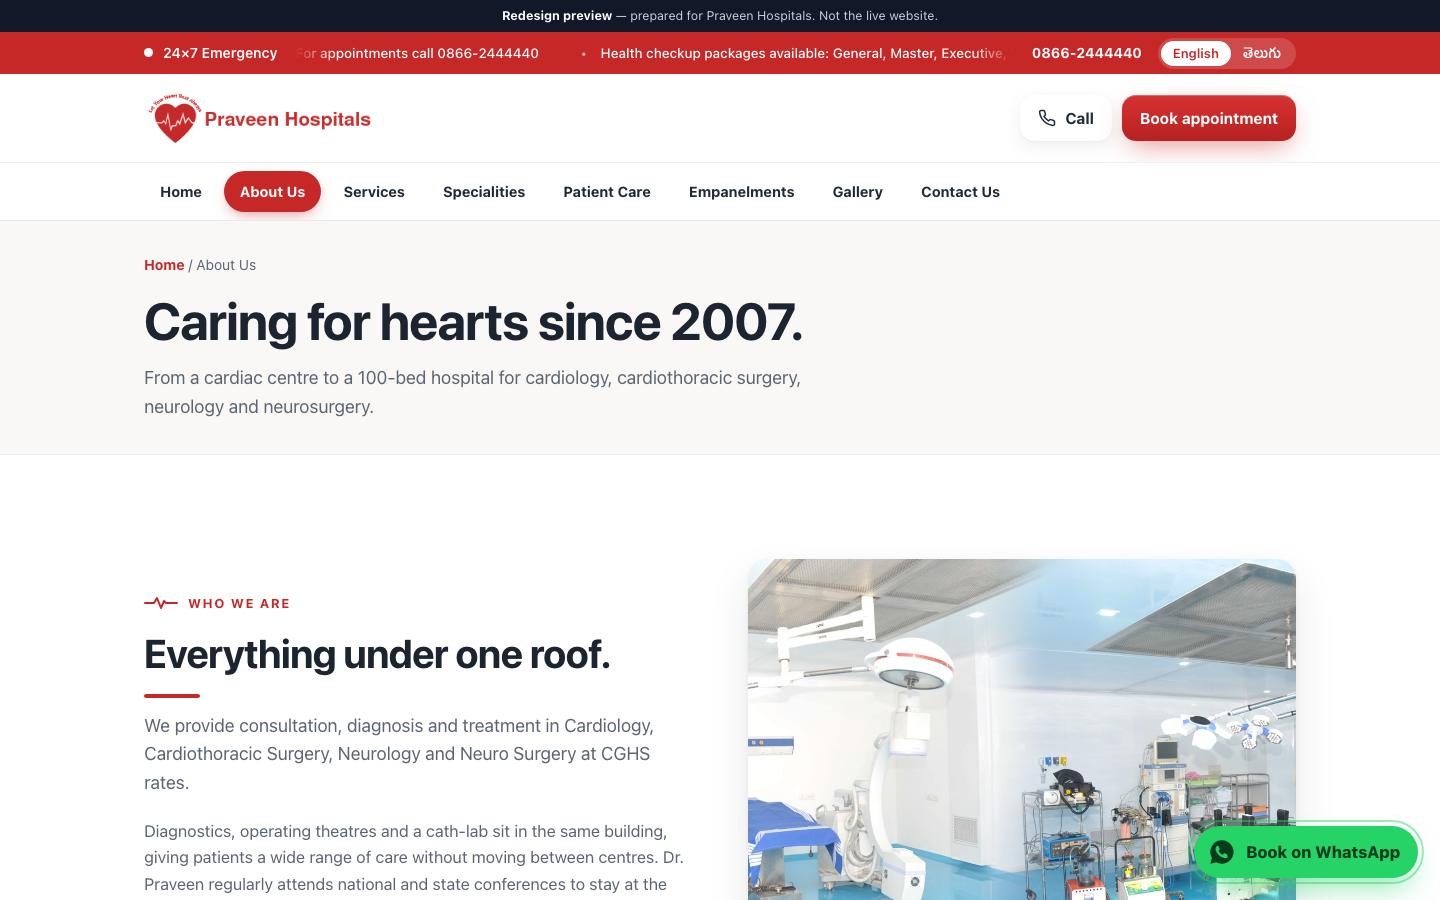 Redesign preview — prepared for Praveen Hospitals. Not the live website.
24×7 Emergency
For appointments call 0866-2444440 • Health checkup packages available: General, Master, Executive,
0866-2444440
English
తెలుగు
Let Your Heart Beat Always
Praveen Hospitals
Call
Book appointment
Home
About Us
Services
Specialities
Patient Care
Empanelments
Gallery
Contact Us
Home / About Us
Caring for hearts since 2007.
From a cardiac centre to a 100-bed hospital for cardiology, cardiothoracic surgery,
neurology and neurosurgery.
WHO WE ARE
Everything under one roof.
We provide consultation, diagnosis and treatment in Cardiology,
Cardiothoracic Surgery, Neurology and Neuro Surgery at CGHS
rates.
Diagnostics, operating theatres and a cath-lab sit in the same building,
giving patients a wide range of care without moving between centres. Dr.
Praveen regularly attends national and state conferences to stay at the
Book on WhatsApp